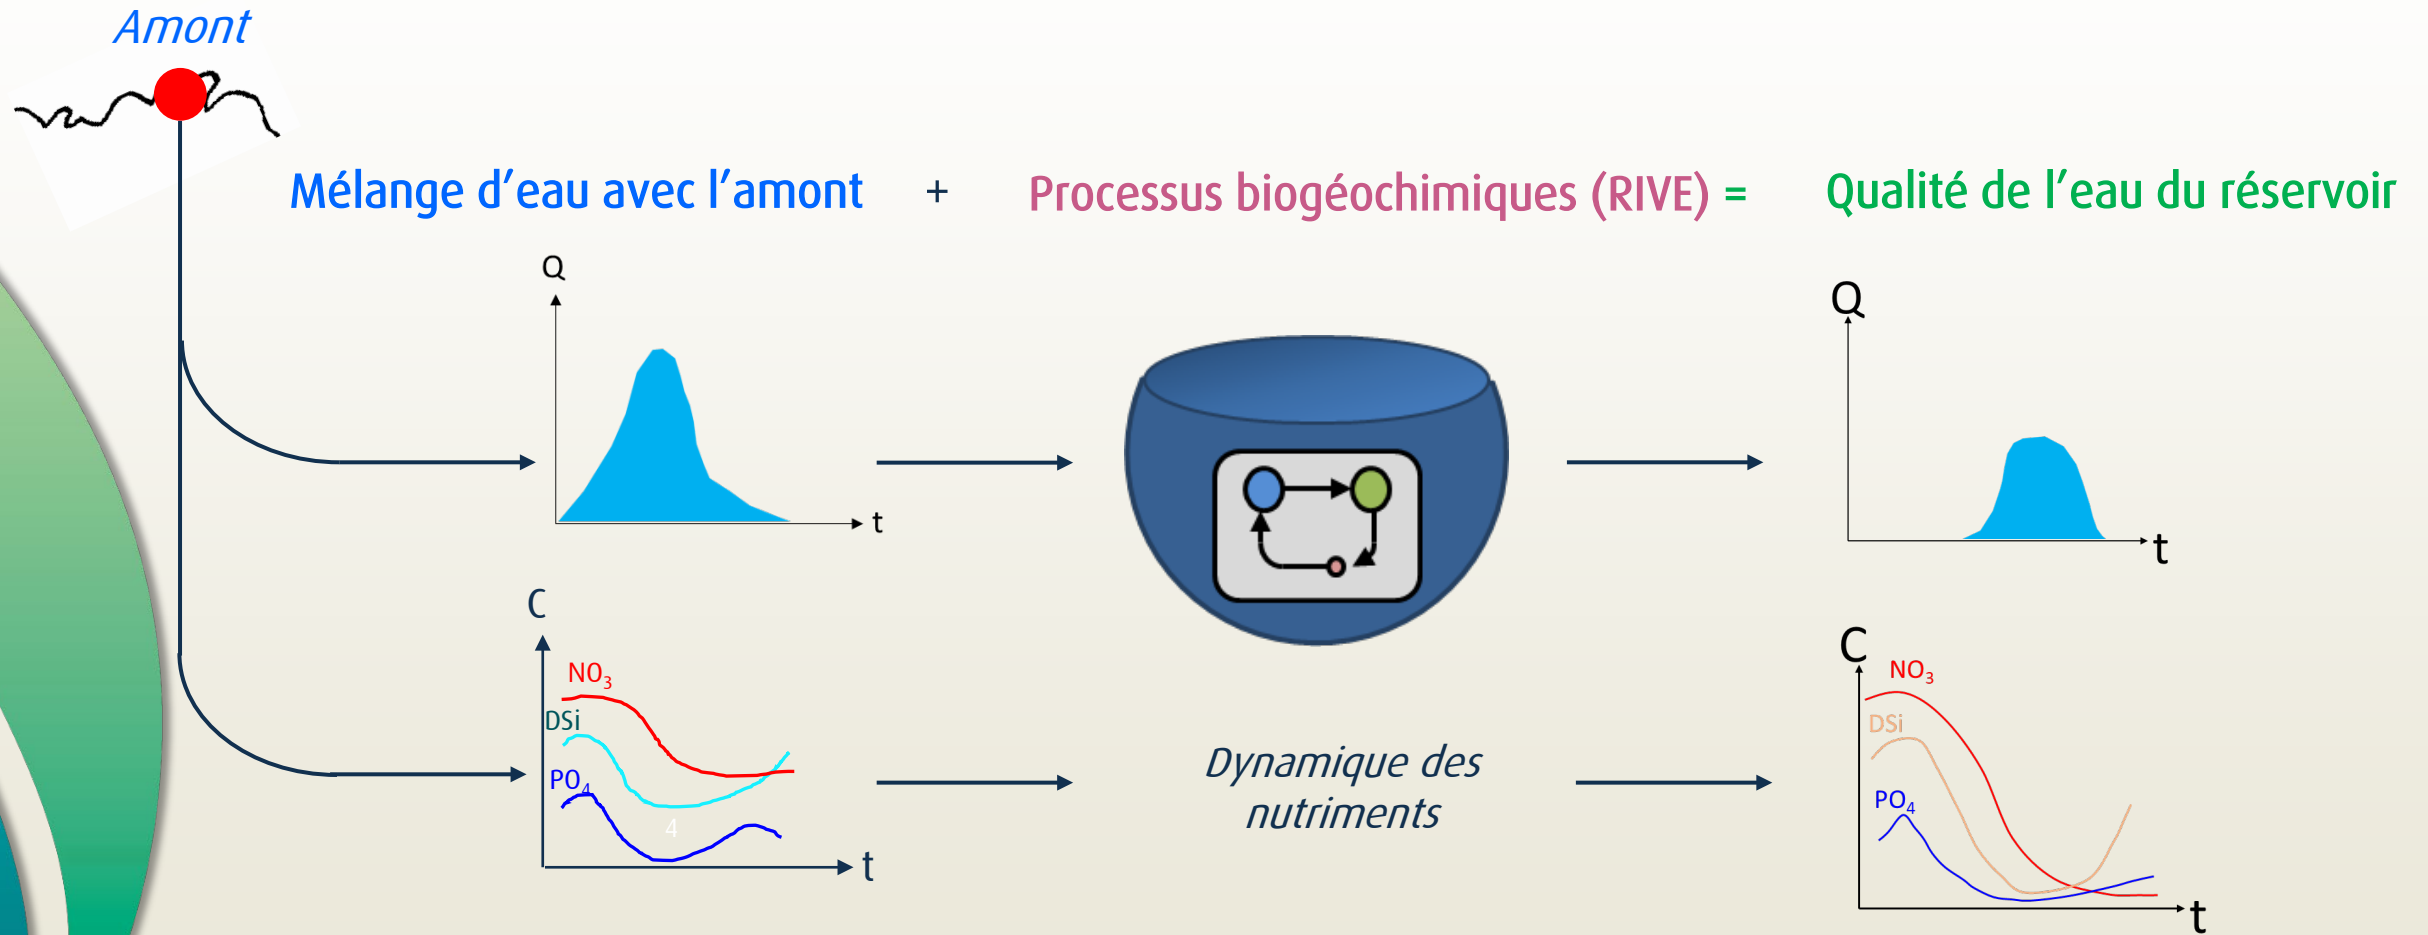 Amont
Mélange d’eau avec l’amont + Processus biogéochimiques (RIVE) = Qualité de l’eau du réservoir
Q
t
Q
t
C
NO3
DSi
PO4
4
t
Dynamique des
nutriments
C
NO3
DSi
PO4
t